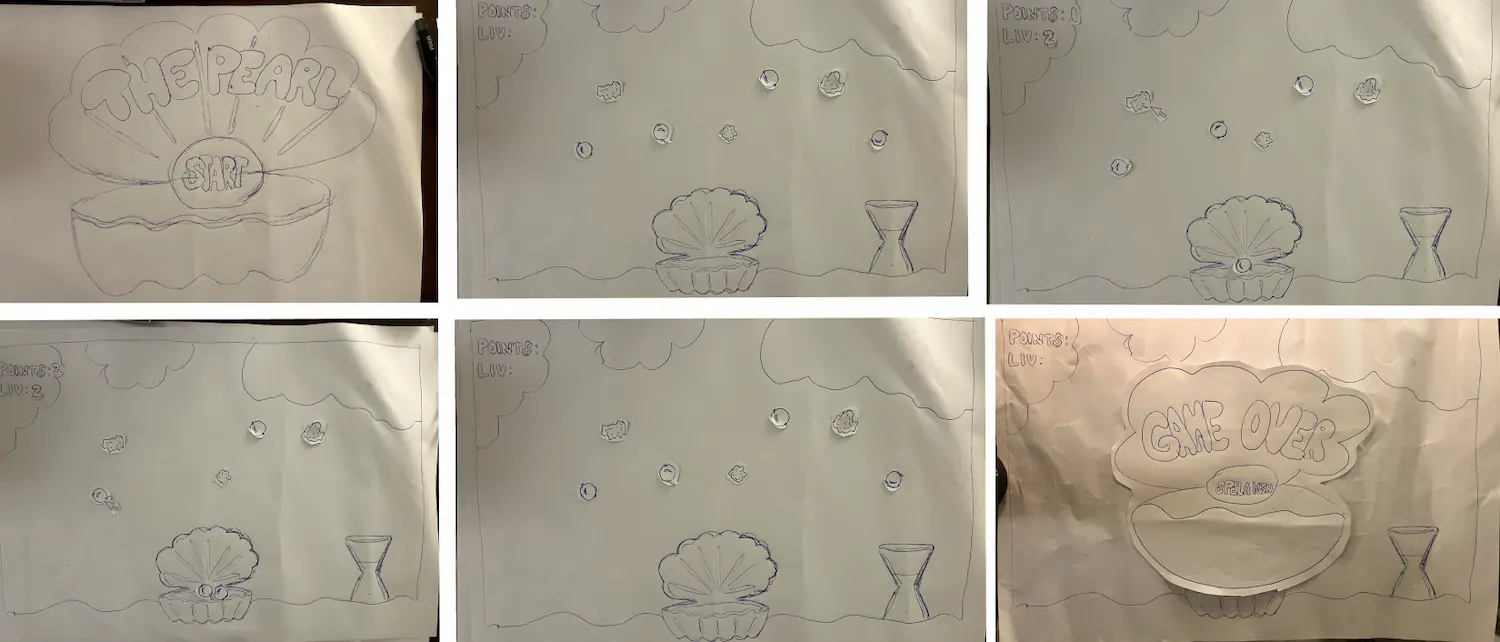 THE PEARL
START
POINTS:
LIV:
POINTS: 1
LIV: 2
POINTS:3
LIV: 2
POINTS:
LIV:
POINTS:
LIV:
GAME OVER
SPELA IGEN